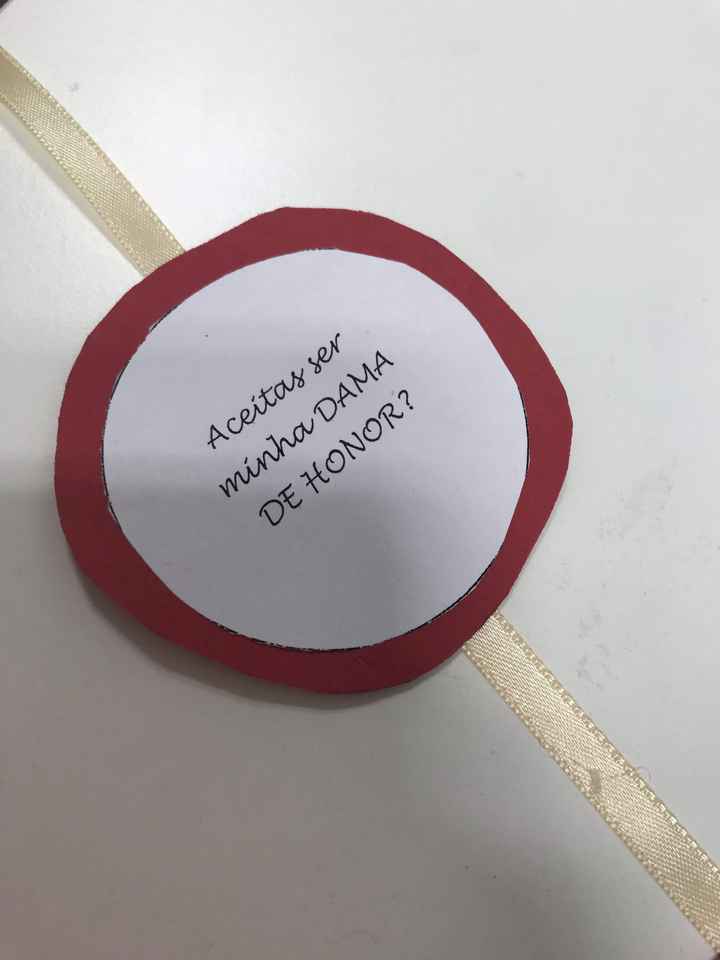 Aceitas ser
minha DAMA
DE HONOR?